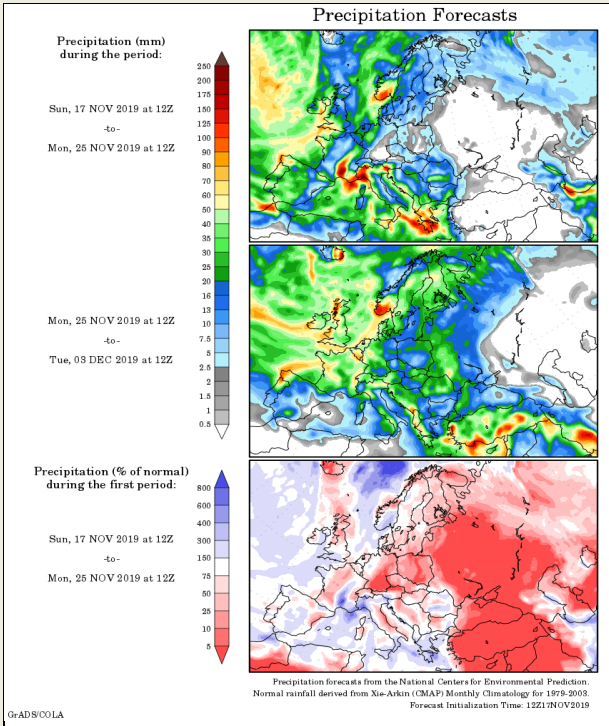 Precipitation Forecasts
Precipitation (mm)
during the period:
Sun, 17 NOV 2019 at 12Z
-to-
Mon, 25 NOV 2019 at 12Z
250
200
175
150
125
100
90
80
70
60
50
40
35
30
25
20
16
13
10
7.5
5
2.5
2
1.5
1
0.5
Mon, 25 NOV 2019 at 12Z
-to-
Tue, 03 DEC 2019 at 12Z
Precipitation (% of normal)
during the first period:
Sun, 17 NOV 2019 at 12Z
-to-
Mon, 25 NOV 2019 at 12Z
800
600
400
300
150
75
50
25
10
5
Precipitation forecasts from the National Centers for Environmental Prediction.
Normal rainfall derived from Xie-Arkin (CMAP) Monthly Climatology for 1979-2003.
Forecast Initialization Time: 12Z17NOV2019
GrADS/COLA